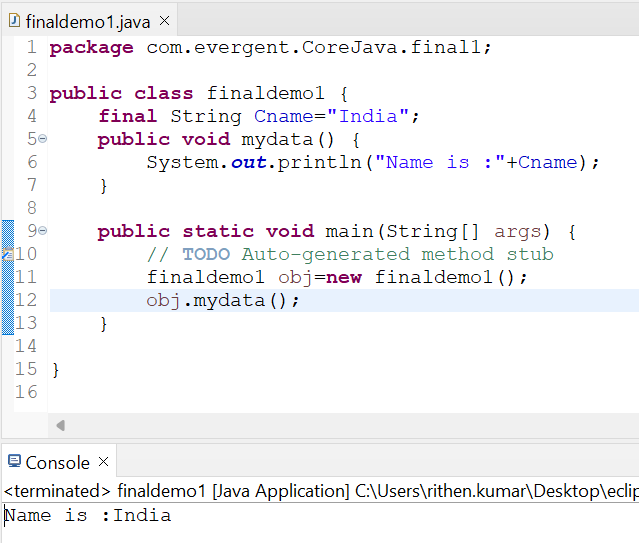 finaldemo1.java
1 package com.evergent.CoreJava.final1;
2
3 public class finaldemo1 {
4     final String Cname="India";
5     public void mydata() {
6         System.out.println("Name is :"+Cname);
7     }
8
9     public static void main(String[] args) {
10         // TODO Auto-generated method stub
11         finaldemo1 obj=new finaldemo1();
12         obj.mydata();
13     }
14
15 }
16
Console
<terminated> finaldemo1 [Java Application] C:\Users\rithen.kumar\Desktop\eclip
Name is :India